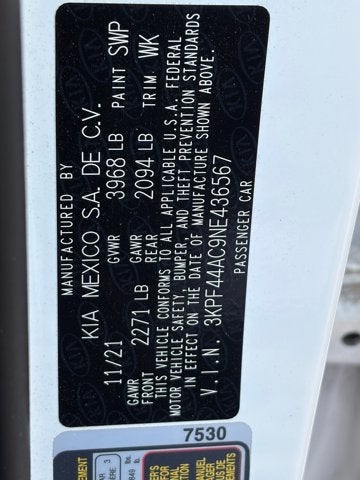 MANUFACTURED BY
KIA MEXICO S.A. DE C.V.
11/21 GVWR 3968 LB PAINT SWP
GAWR FRONT 2271 LB GAWR REAR 2094 LB TRIM WK
THIS VEHICLE CONFORMS TO ALL APPLICABLE U.S.A. FEDERAL
MOTOR VEHICLE SAFETY, BUMPER, AND THEFT PREVENTION STANDARDS
IN EFFECT ON THE DATE OF MANUFACTURE SHOWN ABOVE.
V.I.N. 3KPF44AC9NE436567
PASSENGER CAR
7530